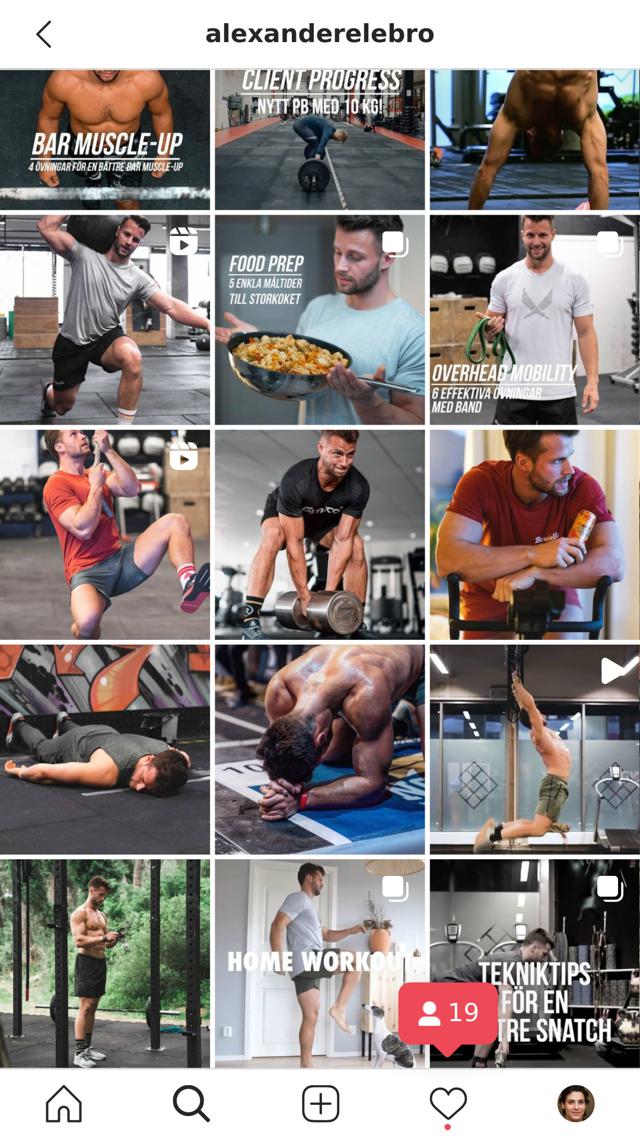 alexanderelebro
BAR MUSCLE-UP
4 ÖVNINGAR FÖR EN BÄTTRE BAR MUSCLE-UP
CLIENT PROGRESS
NYTT PB MED 10 KG!
FOOD PREP
5 ENKLA MÅLTIDER
TILL STORKOKET
OVERHEAD MOBILITY
6 EFFEKTIVA ÖVNINGAR
MED BAND
HOME WORKOU
TEKNIKTIPS
FÖR EN
TRE SNATCH
19